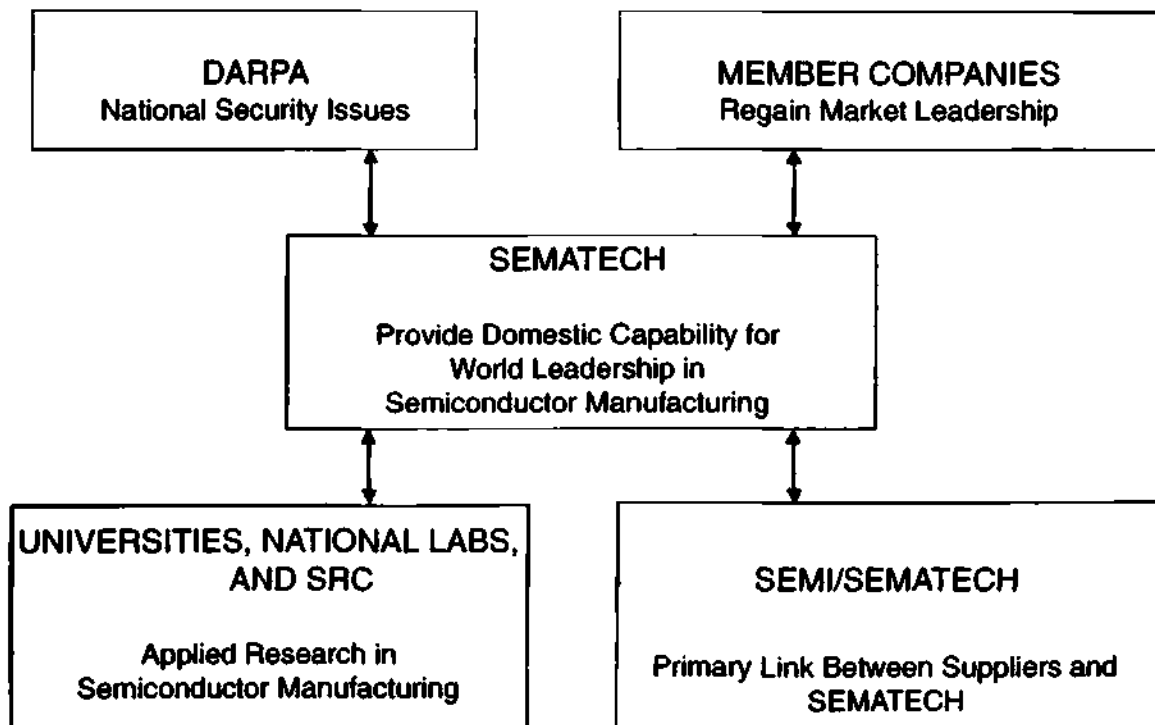 DARPA
National Security Issues
MEMBER COMPANIES
Regain Market Leadership
SEMATECH
Provide Domestic Capability for
World Leadership in
Semiconductor Manufacturing
UNIVERSITIES, NATIONAL LABS,
AND SRC
Applied Research in
Semiconductor Manufacturing
SEMI/SEMATECH
Primary Link Between Suppliers and
SEMATECH